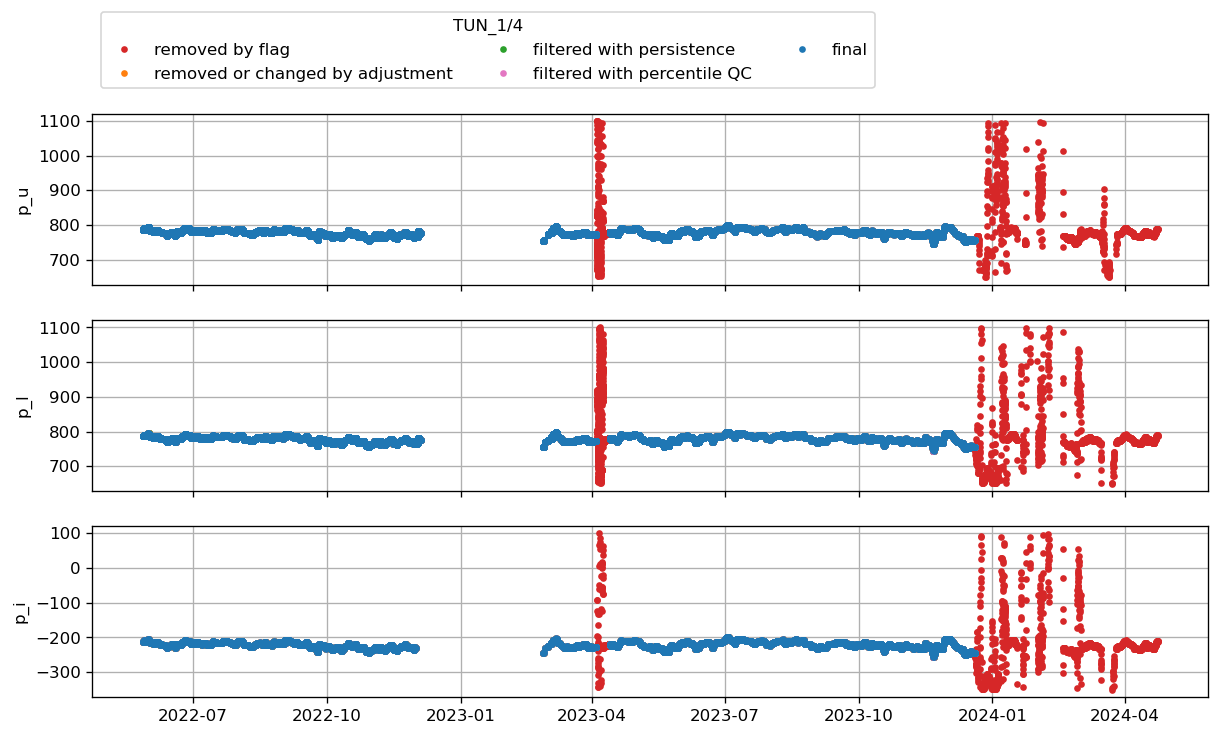 TUN_1/4
removed by flag
filtered with persistence
final
removed or changed by adjustment
filtered with percentile QC
1100
1000
900
800
700
p_u
1100
1000
900
800
700
p_l
100
0
−100
−200
−300
p_i
2022-07
2022-10
2023-01
2023-04
2023-07
2023-10
2024-01
2024-04